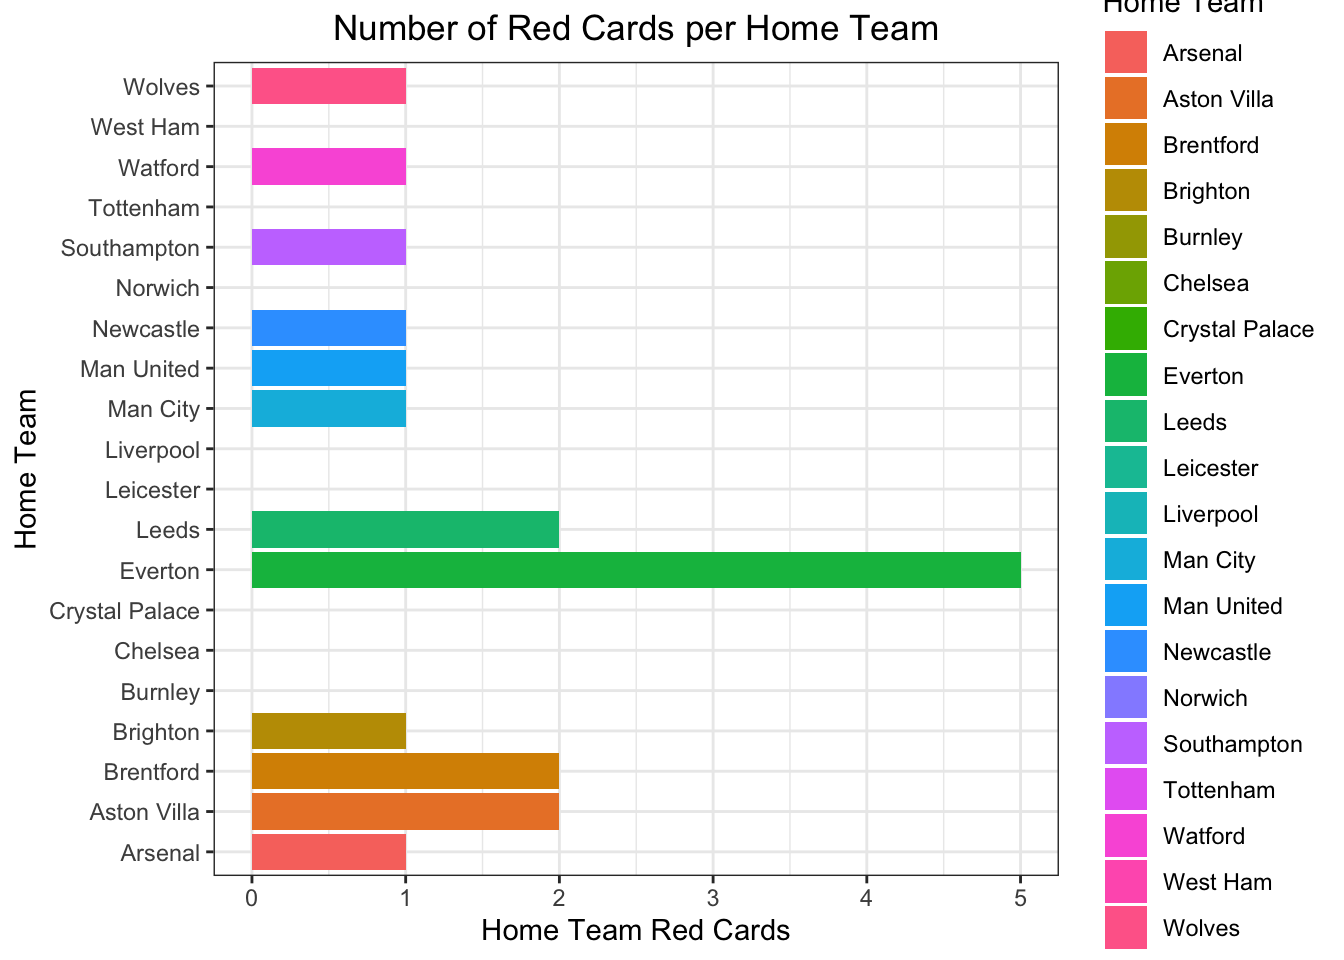 Number of Red Cards per Home Team
Home Team
Wolves
West Ham
Watford
Tottenham
Southampton
Norwich
Newcastle
Man United
Man City
Liverpool
Leicester
Leeds
Everton
Crystal Palace
Chelsea
Burnley
Brighton
Brentford
Aston Villa
Arsenal
0 1 2 3 4 5
Home Team Red Cards
Home Team
Arsenal
Aston Villa
Brentford
Brighton
Burnley
Chelsea
Crystal Palace
Everton
Leeds
Leicester
Liverpool
Man City
Man United
Newcastle
Norwich
Southampton
Tottenham
Watford
West Ham
Wolves